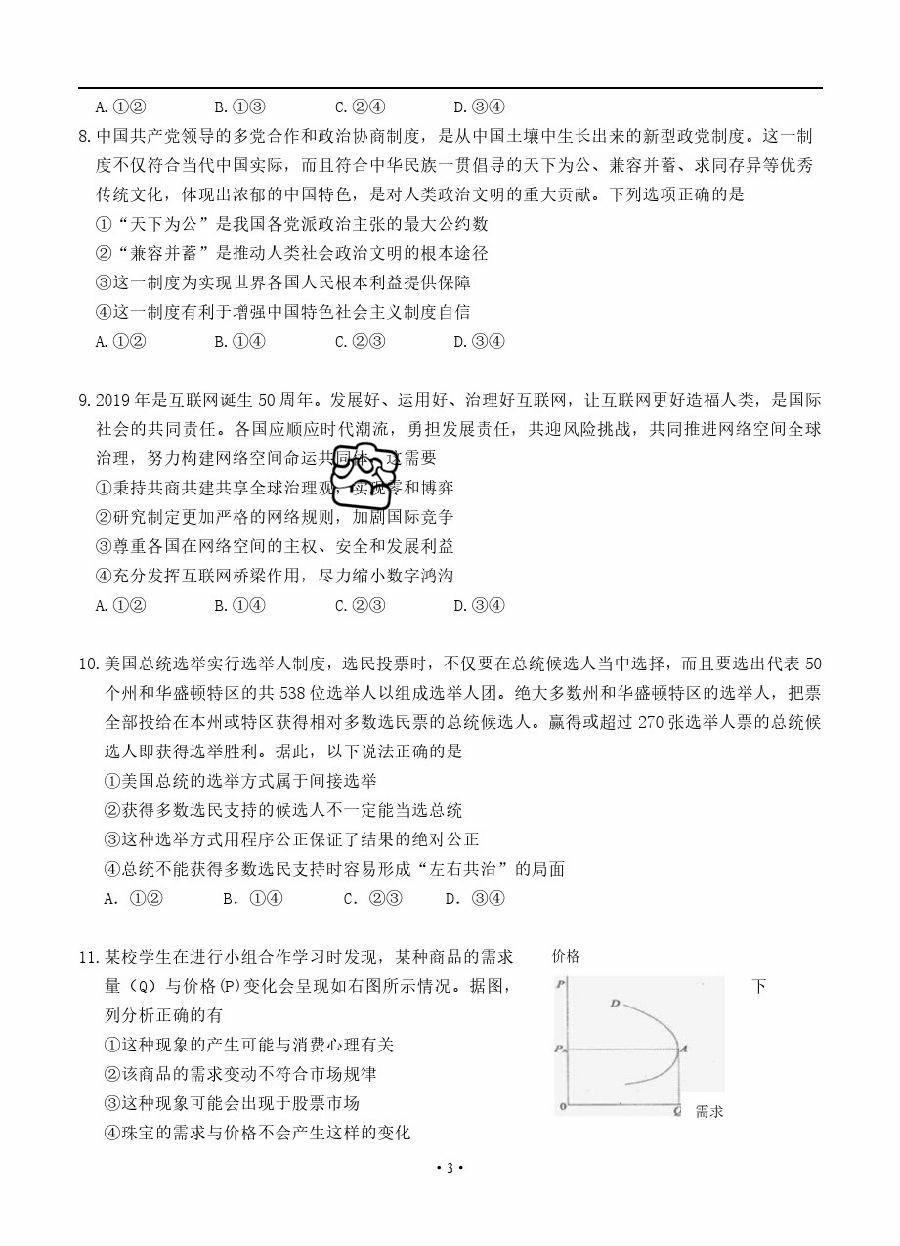 A.①② B.①③ C.②④ D.③④
8.中国共产党领导的多党合作和政治协商制度，是从中国土壤中生长出来的新型政党制度。这一制
度不仅符合当代中国实际，而且符合中华民族一贯倡导的天下为公、兼容并蓄、求同存异等优秀
传统文化，体现出浓郁的中国特色，是对人类政治文明的重大贡献。下列选项正确的是
①“天下为公”是我国各党派政治主张的最大公约数
②“兼容并蓄”是推动人类社会政治文明的根本途径
③这一制度为实现世界各国人民根本利益提供保障
④这一制度有利于增强中国特色社会主义制度自信
A.①② B.①④ C.②③ D.③④
9.2019年是互联网诞生50周年。发展好、运用好、治理好互联网，让互联网更好造福人类，是国际
社会的共同责任。各国应顺应时代潮流，勇担发展责任，共迎风险挑战，共同推进网络空间全球
治理，努力构建网络空间命运共同体。这需要
①秉持共商共建共享全球治理观，实现零和博弈
②研究制定更加严格的网络规则，加剧国际竞争
③尊重各国在网络空间的主权、安全和发展利益
④充分发挥互联网桥梁作用，尽力缩小数字鸿沟
A.①② B.①④ C.②③ D.③④
10.美国总统选举实行选举人制度，选民投票时，不仅要在总统候选人当中选择，而且要选出代表50
个州和华盛顿特区的共538位选举人以组成选举人团。绝大多数州和华盛顿特区的选举人，把票
全部投给在本州或特区获得相对多数选民票的总统候选人。赢得或超过270张选举人票的总统候
选人即获得选举胜利。据此，以下说法正确的是
①美国总统的选举方式属于间接选举
②获得多数选民支持的候选人不一定能当选总统
③这种选举方式用程序公正保证了结果的绝对公正
④总统不能获得多数选民支持时容易形成“左右共治”的局面
A．①② B．①④ C．②③ D．③④
11.某校学生在进行小组合作学习时发现，某种商品的需求
量（Q）与价格(P)变化会呈现如右图所示情况。据图， 下
列分析正确的有
①这种现象的产生可能与消费心理有关
②该商品的需求变动不符合市场规律
③这种现象可能会出现于股票市场
④珠宝的需求与价格不会产生这样的变化
价格
P
D
A
O
Q
需求
·3·